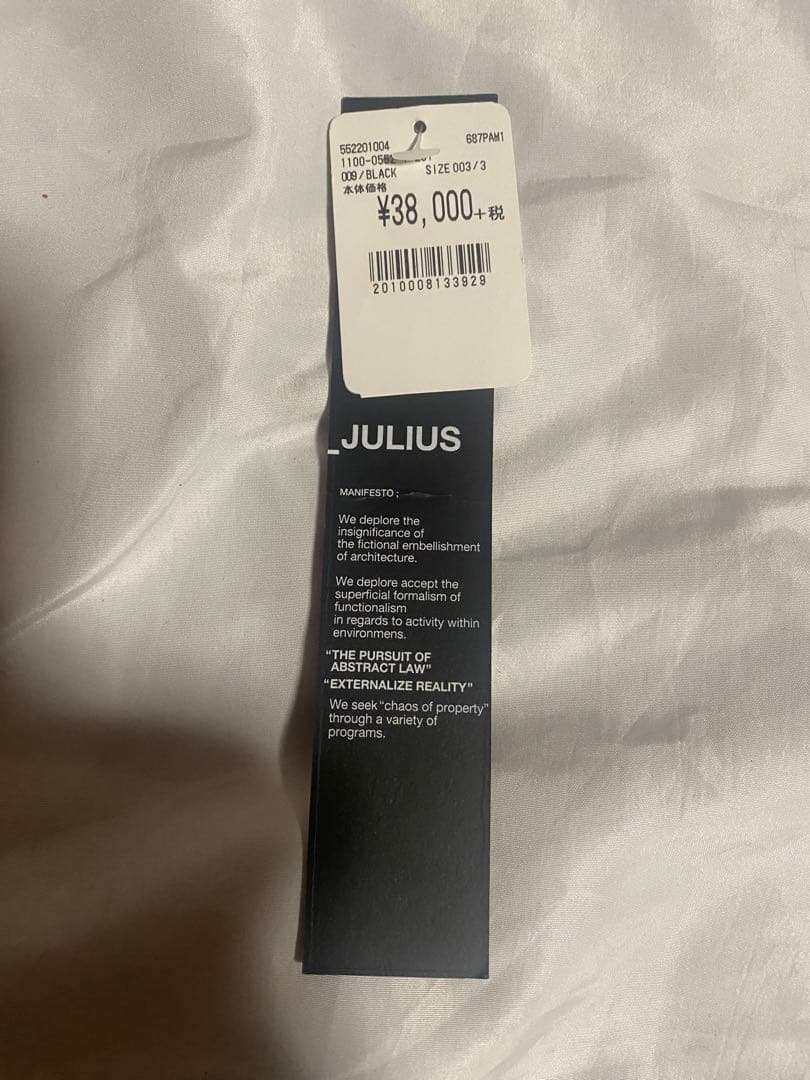 552201004 687PAM1
1100-05
009/BLACK SIZE 003/3
本体価格
¥38,000+税
2010008133929
_JULIUS
MANIFESTO ;
We deplore the
insignificance of
the fictional embellishment
of architecture.
We deplore accept the
superficial formalism of
functionalism
in regards to activity within
environmens.
“THE PURSUIT OF
ABSTRACT LAW”
“EXTERNALIZE REALITY”
We seek “chaos of property”
through a variety of
programs.